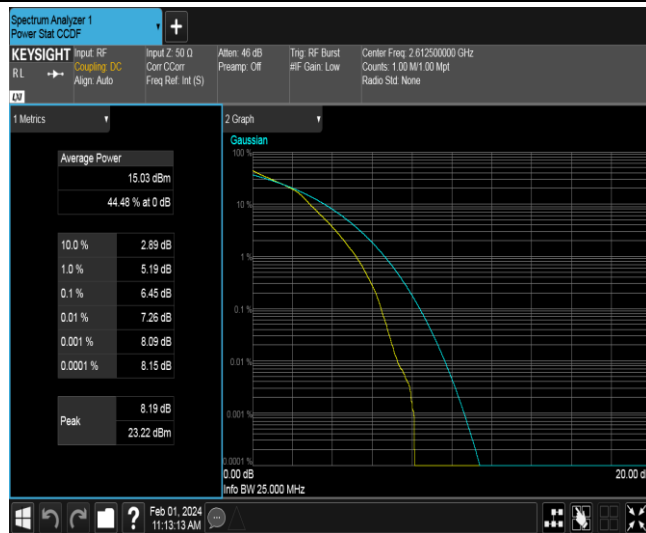 Spectrum Analyzer 1
Power Stat CCDF
+
KEYSIGHT
RL
Input: RF
Coupling: DC
Align: Auto
Input Z: 50 Ω
Corr CCorr
Freq Ref: Int (S)
Atten: 46 dB
Preamp: Off
Trig: RF Burst
#IF Gain: Low
Center Freq: 2.612500000 GHz
Counts: 1.00 M/1.00 Mpt
Radio Std: None
1 Metrics
Average Power
15.03 dBm
44.48 % at 0 dB
10.0 % 2.89 dB
1.0 % 5.19 dB
0.1 % 6.45 dB
0.01 % 7.26 dB
0.001 % 8.09 dB
0.0001 % 8.15 dB
Peak
8.19 dB
23.22 dBm
2 Graph
Gaussian
100 %
10 %
1 %
0.1 %
0.01 %
0.001 %
0.0001 %
0.00 dB
20.00 d
Info BW 25.000 MHz
?
Feb 01, 2024
11:13:13 AM